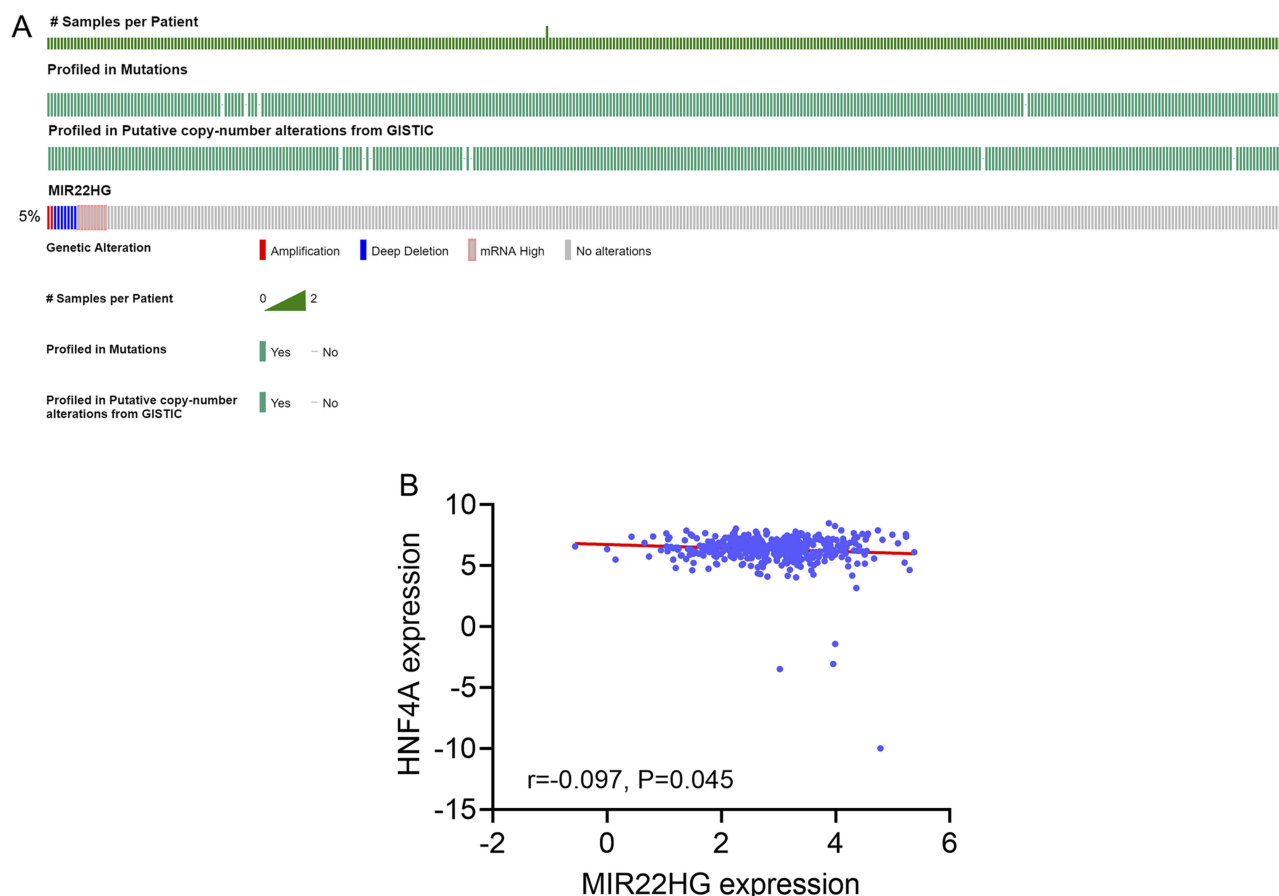 A
# Samples per Patient
Profiled in Mutations
Profiled in Putative copy-number alterations from GISTIC
MIR22HG
5%
Genetic Alteration Amplification Deep Deletion mRNA High No alterations
# Samples per Patient 0 2
Profiled in Mutations Yes – No
Profiled in Putative copy-number
alterations from GISTIC Yes – No
B
10
5
0
-5
-10
-15
HNF4A expression
r=-0.097, P=0.045
-2 0 2 4 6
MIR22HG expression